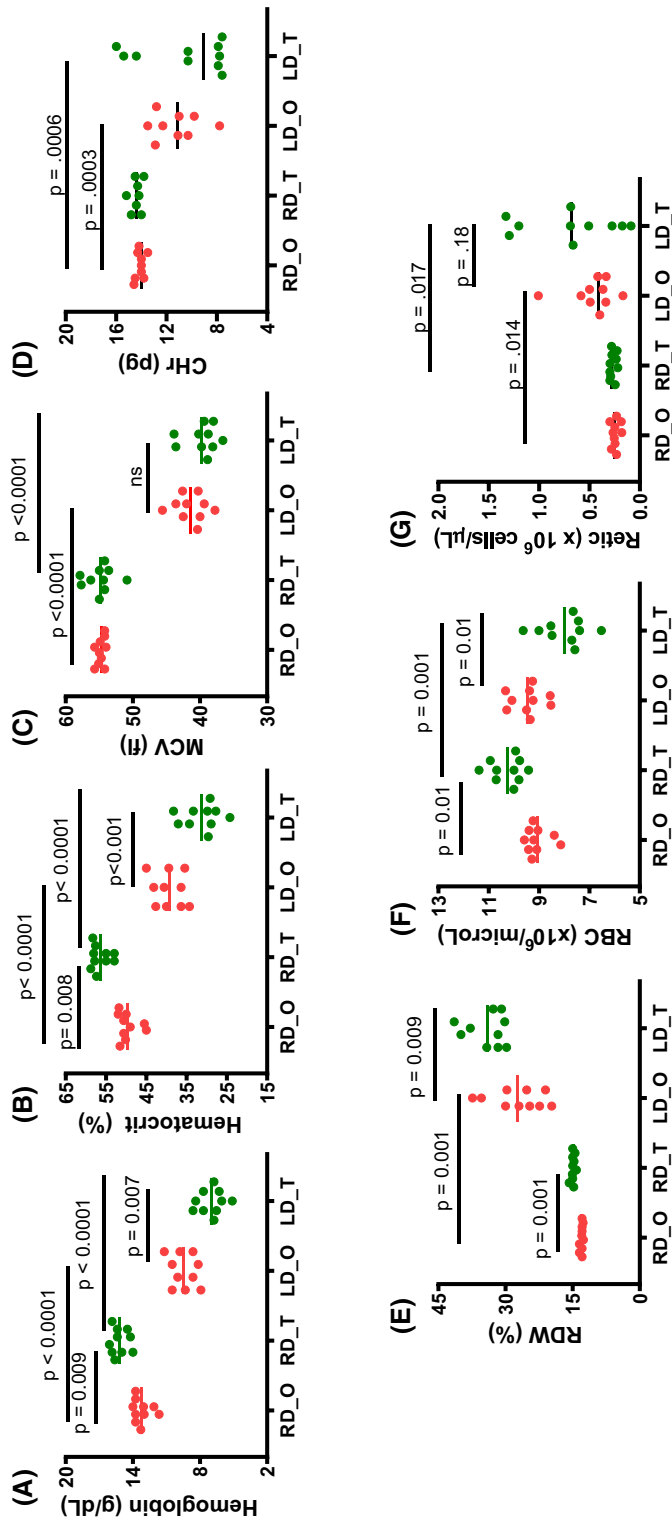 (A)
Hemoglobin (g/dL)
20
14
8
2
p < 0.0001
p = 0.009
p < 0.0001
p = 0.007
RD_O
RD_T
LD_O
LD_T
(B)
Hematocrit
(%)
65
55
45
35
25
15
p< 0.0001
p= 0.008
p< 0.0001
p<0.001
RD_O
RD_T
LD_O
LD_T
(C)
MCV (fl)
60
50
40
30
p <0.0001
p <0.0001
ns
RD_O
RD_T
LD_O
LD_T
(D)
CHr (pg)
20
16
12
8
4
p = .0006
p = .0003
RD_O
RD_T
LD_O
LD_T
(E)
RDW (%)
45
30
15
0
p = 0.009
p = 0.001
p = 0.001
RD_O
RD_T
LD_O
LD_T
(F)
RBC (x10⁶/microL)
13
11
9
7
5
p = 0.001
p = 0.01
p = 0.01
RD_O
RD_T
LD_O
LD_T
(G)
Retic (x 10⁶ cells/μL)
2.0
1.5
1.0
0.5
0.0
p = .017
p = .18
p = .014
RD_O
RD_T
LD_O
LD_T